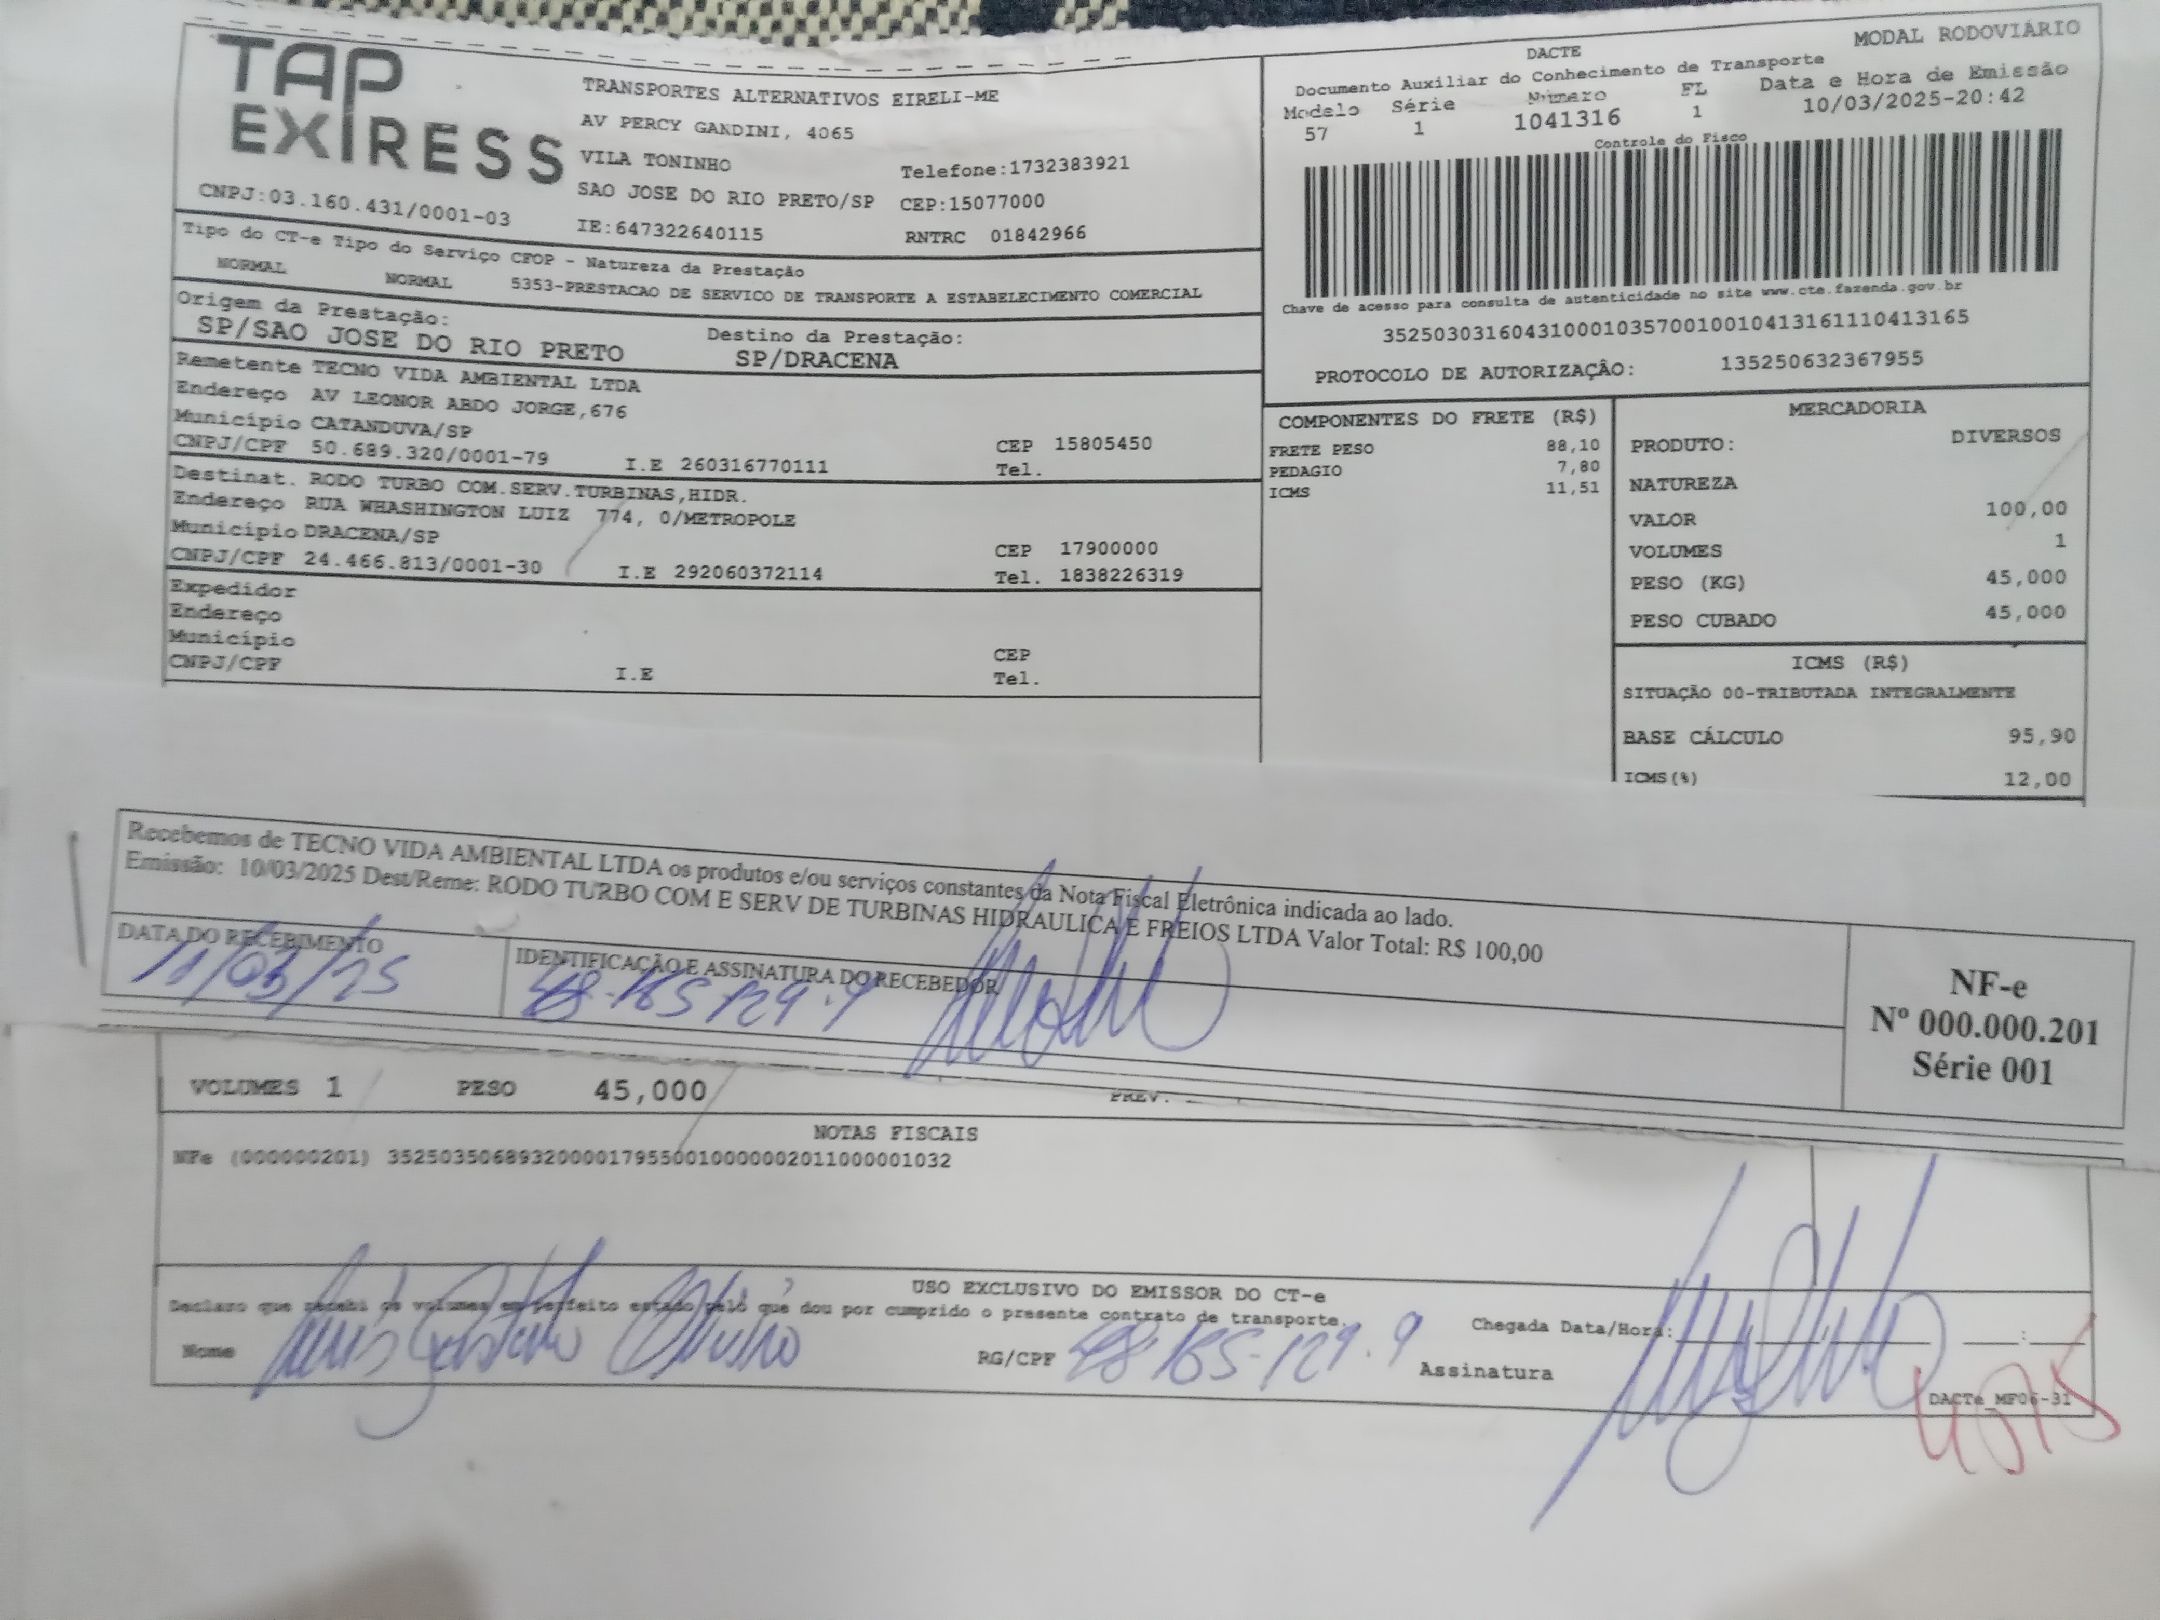 TAP
EXPRESS
CNPJ:03.160.431/0001-03
TRANSPORTES ALTERNATIVOS EIRELI-ME
AV PERCY GANDINI, 4065
VILA TONINHO
Telefone:1732383921
SAO JOSE DO RIO PRETO/SP CEP:15077000
IE:647322640115 RNTRC 01842966
DACTE MODAL RODOVIÁRIO
Documento Auxiliar do Conhecimento de Transporte
Modelo Série Número FL Data e Hora de Emissão
57 1 1041316 1 10/03/2025-20:42
Controle do Fisco
Chave de acesso para consulta de autenticidade no site www.cte.fazenda.gov.br
35250303160431000103570010010413161110413165
PROTOCOLO DE AUTORIZAÇÃO: 135250632367955
Tipo do CT-e Tipo do Serviço CFOP - Natureza da Prestação
NORMAL NORMAL 5353-PRESTACAO DE SERVICO DE TRANSPORTE A ESTABELECIMENTO COMERCIAL
Origem da Prestação: Destino da Prestação:
SP/SAO JOSE DO RIO PRETO SP/DRACENA
Remetente TECNO VIDA AMBIENTAL LTDA
Endereço AV LEONOR ABDO JORGE,676
Município CATANDUVA/SP CEP 15805450
CNPJ/CPF 50.689.320/0001-79 I.E 260316770111 Tel.
Destinat. RODO TURBO COM.SERV.TURBINAS,HIDR.
Endereço RUA WHASHINGTON LUIZ 774, 0/METROPOLE
Município DRACENA/SP CEP 17900000
CNPJ/CPF 24.466.813/0001-30 I.E 292060372114 Tel. 1838226319
Expedidor
Endereço
Município CEP
CNPJ/CPF I.E Tel.
COMPONENTES DO FRETE (R$)
FRETE PESO 88,10
PEDAGIO 7,80
ICMS 11,51
MERCADORIA
PRODUTO: DIVERSOS
NATUREZA
VALOR 100,00
VOLUMES 1
PESO (KG) 45,000
PESO CUBADO 45,000
ICMS (R$)
SITUAÇÃO 00-TRIBUTADA INTEGRALMENTE
BASE CÁLCULO 95,90
ICMS(%) 12,00
Recebemos de TECNO VIDA AMBIENTAL LTDA os produtos e/ou serviços constantes da Nota Fiscal Eletrônica indicada ao lado.
Emissão: 10/03/2025 Dest/Reme: RODO TURBO COM E SERV DE TURBINAS HIDRAULICA E FREIOS LTDA Valor Total: R$ 100,00
DATA DO RECEBIMENTO IDENTIFICAÇÃO E ASSINATURA DO RECEBEDOR
11/03/25 48-165-129.9
NF-e
Nº 000.000.201
Série 001
VOLUMES 1 PESO 45,000 PREV.
NOTAS FISCAIS
NFe (000000201) 35250350689320000179550010000002011000001032
USO EXCLUSIVO DO EMISSOR DO CT-e
Declaro que recebi os volumes em perfeito estado pelo que dou por cumprido o presente contrato de transporte.
Chegada Data/Hora: :
Nome Luis Gustavo RG/CPF 48 165-129.9 Assinatura
DACTe_MF06-31